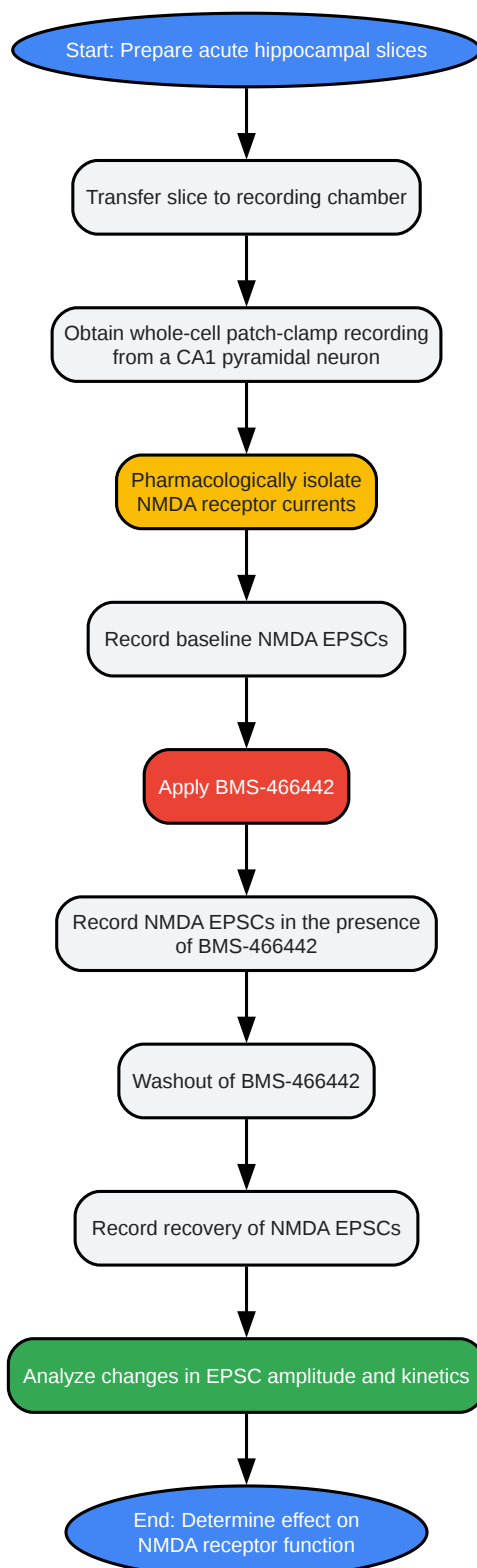 Start: Prepare acute hippocampal slices
Transfer slice to recording chamber
Obtain whole-cell patch-clamp recording
from a CA1 pyramidal neuron
Pharmacologically isolate
NMDA receptor currents
Record baseline NMDA EPSCs
Apply BMS-466442
Record NMDA EPSCs in the presence
of BMS-466442
Washout of BMS-466442
Record recovery of NMDA EPSCs
Analyze changes in EPSC amplitude and kinetics
End: Determine effect on
NMDA receptor function